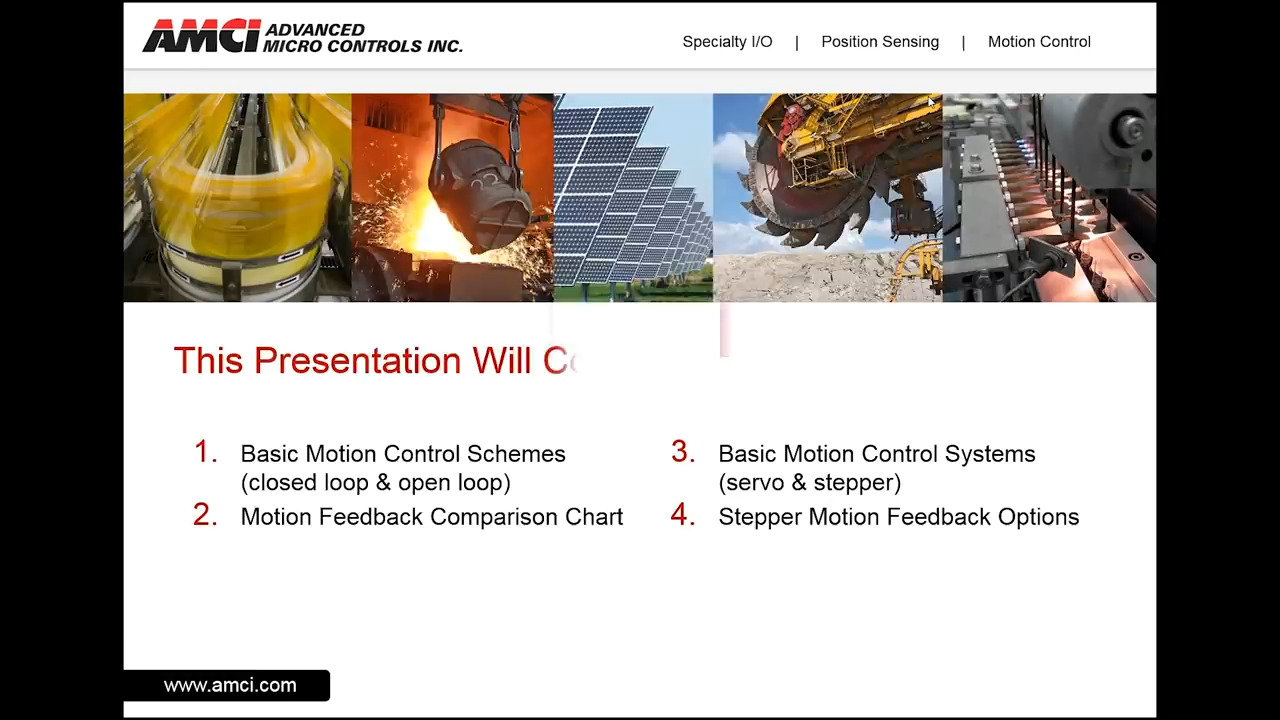 AMCI ADVANCED
MICRO CONTROLS INC.
Specialty I/O | Position Sensing | Motion Control
This Presentation Will
1. Basic Motion Control Schemes
(closed loop & open loop)
2. Motion Feedback Comparison Chart
3. Basic Motion Control Systems
(servo & stepper)
4. Stepper Motion Feedback Options
www.amci.com